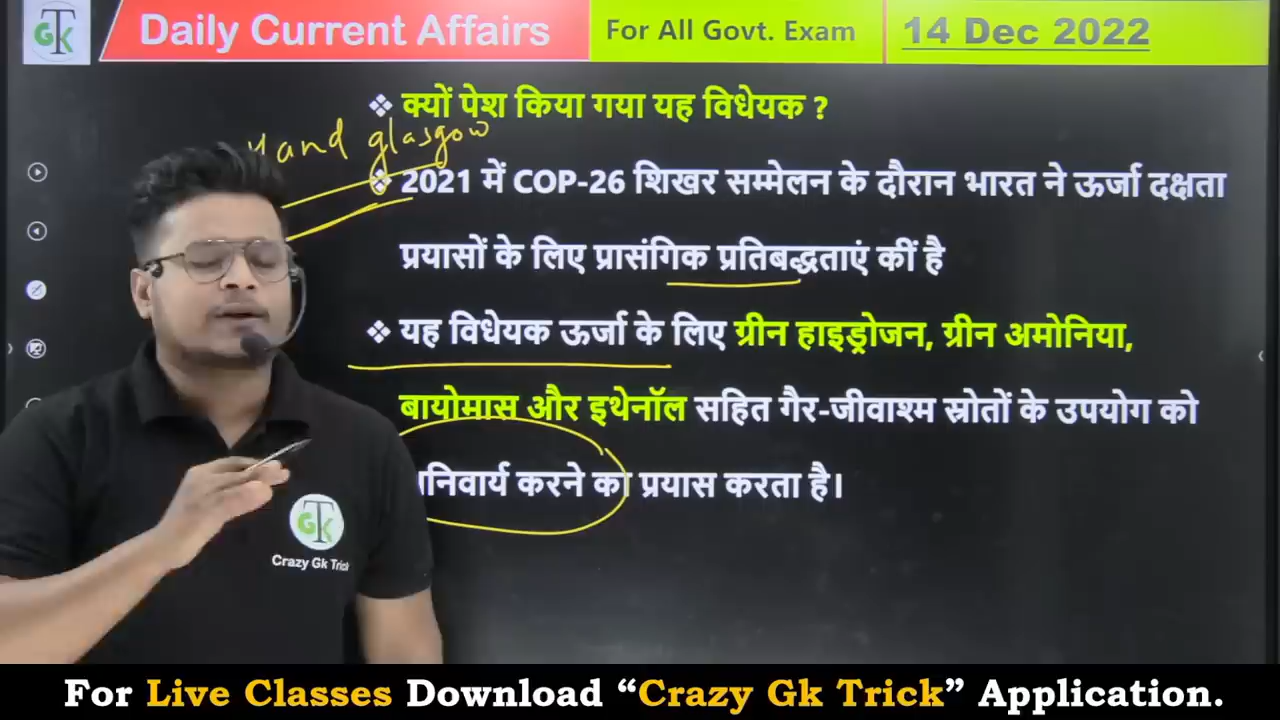 GTK
Daily Current Affairs
For All Govt. Exam
14 Dec 2022
❖ क्यों पेश किया गया यह विधेयक ?
and glasgow
❖ 2021 में COP-26 शिखर सम्मेलन के दौरान भारत ने ऊर्जा दक्षता
प्रयासों के लिए प्रासंगिक प्रतिबद्धताएं कीं है
❖ यह विधेयक ऊर्जा के लिए ग्रीन हाइड्रोजन, ग्रीन अमोनिया,
बायोमास और इथेनॉल सहित गैर-जीवाश्म स्रोतों के उपयोग को
निवार्य करने का प्रयास करता है।
GTK
Crazy Gk Trick
For Live Classes Download “Crazy Gk Trick” Application.